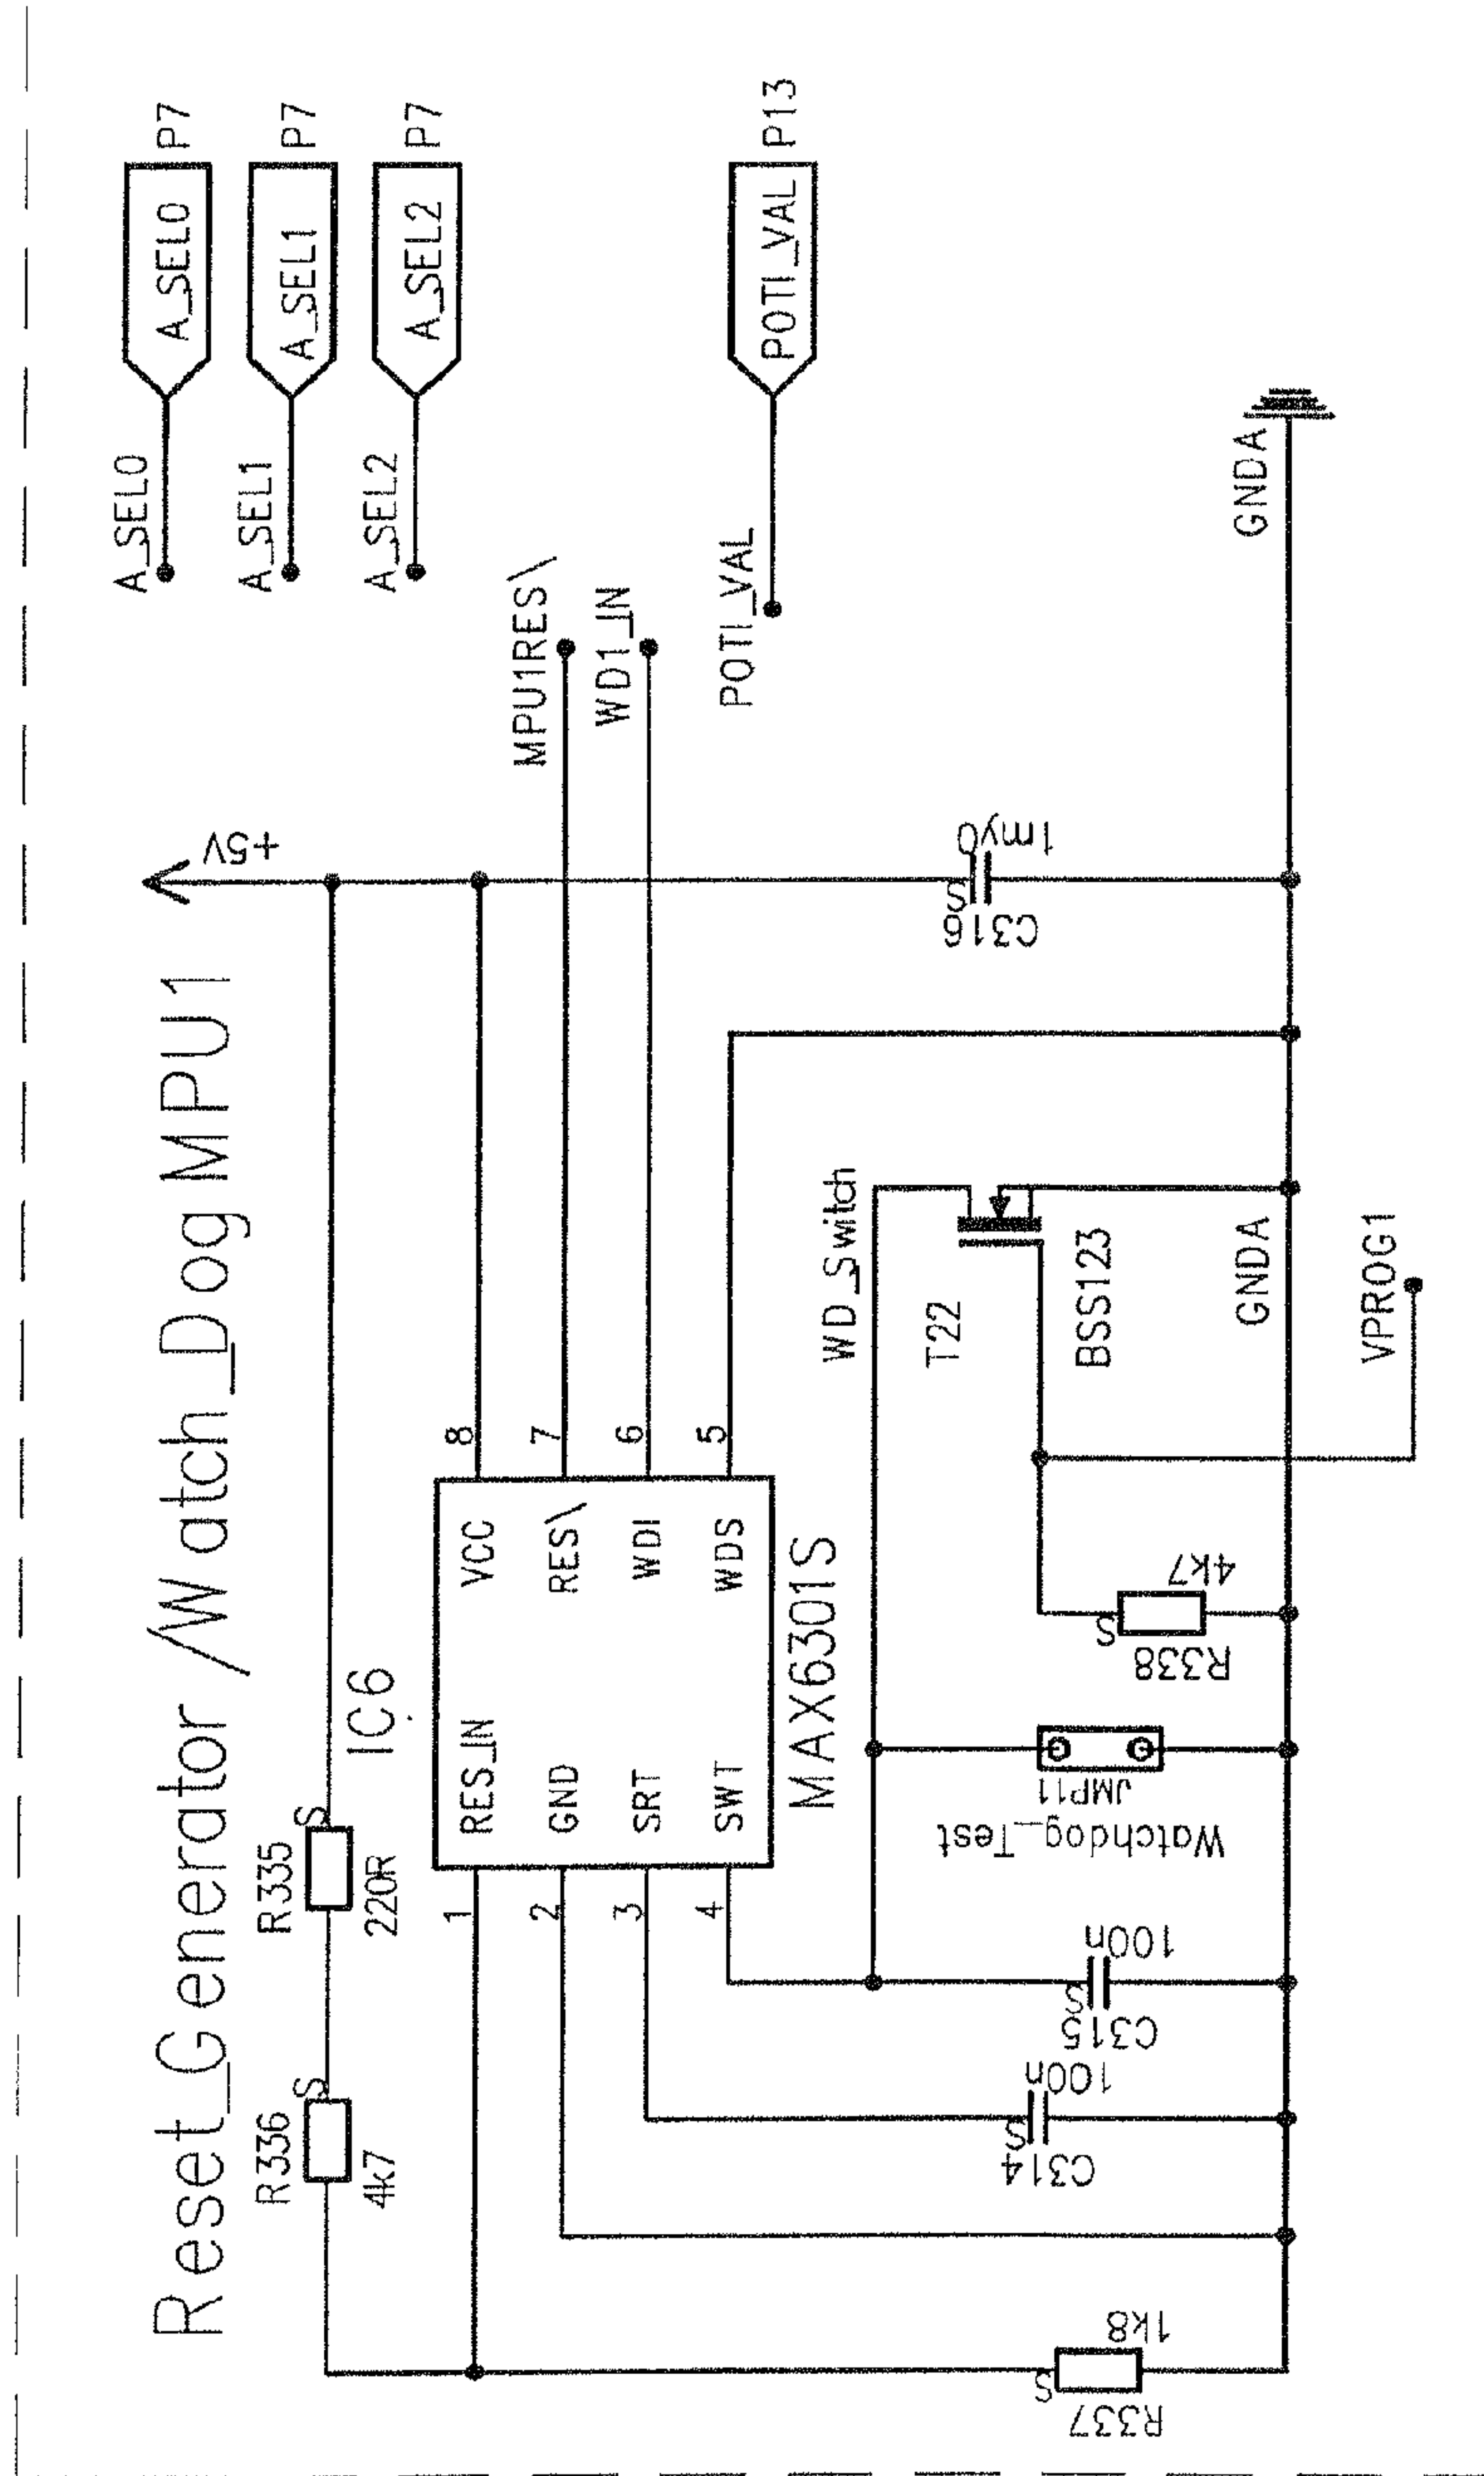 Reset_Generator /Watch_Dog MPU1
+5V
A_SEL0
A_SEL0
P7
A_SEL1
A_SEL1
P7
A_SEL2
A_SEL2
P7
R336
S
4k7
R335
S
220R
IC6
1
RES_IN
VCC
8
2
GND
RES\
7
MPU1RES\
3
SRT
WDI
6
WD1_IN
4
SWT
WDS
5
MAX6301S
POTI_VAL
POTI_VAL
P13
WD_Switch
T22
BSS123
S
C316
1my0
S
R337
1k8
S
C314
100n
S
C315
100n
Watchdog_Test
JMP11
S
R338
4k7
GNDA
GNDA
VPROG1